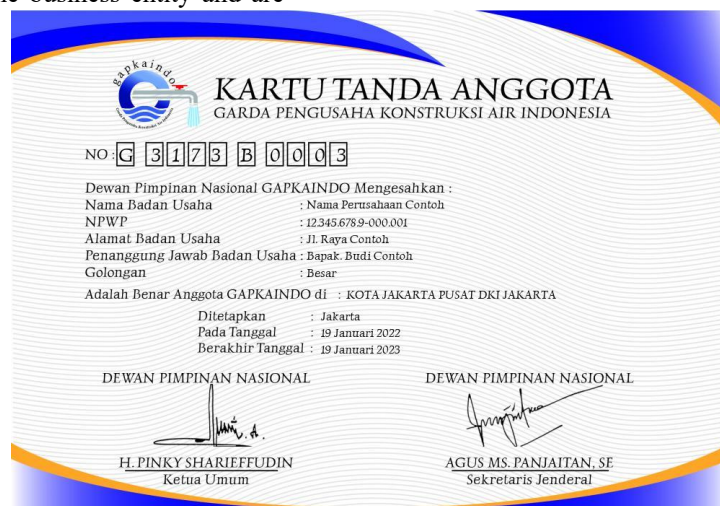 gapkaindo
KARTU TANDA ANGGOTA
GARDA PENGUSAHA KONSTRUKSI AIR INDONESIA
NO : G 3173 B 0003
Dewan Pimpinan Nasional GAPKAINDO Mengesahkan :
Nama Badan Usaha : Nama Perusahaan Contoh
NPWP : 12.345.678.9-000.001
Alamat Badan Usaha : Jl. Raya Contoh
Penanggung Jawab Badan Usaha : Bapak. Budi Contoh
Golongan : Besar
Adalah Benar Anggota GAPKAINDO di : KOTA JAKARTA PUSAT DKI JAKARTA
Ditetapkan : Jakarta
Pada Tanggal : 19 Januari 2022
Berakhir Tanggal : 19 Januari 2023
DEWAN PIMPINAN NASIONAL DEWAN PIMPINAN NASIONAL
H. PINKY SHARIEFFUDIN AGUS MS. PANJAITAN, SE
Ketua Umum Sekretaris Jenderal